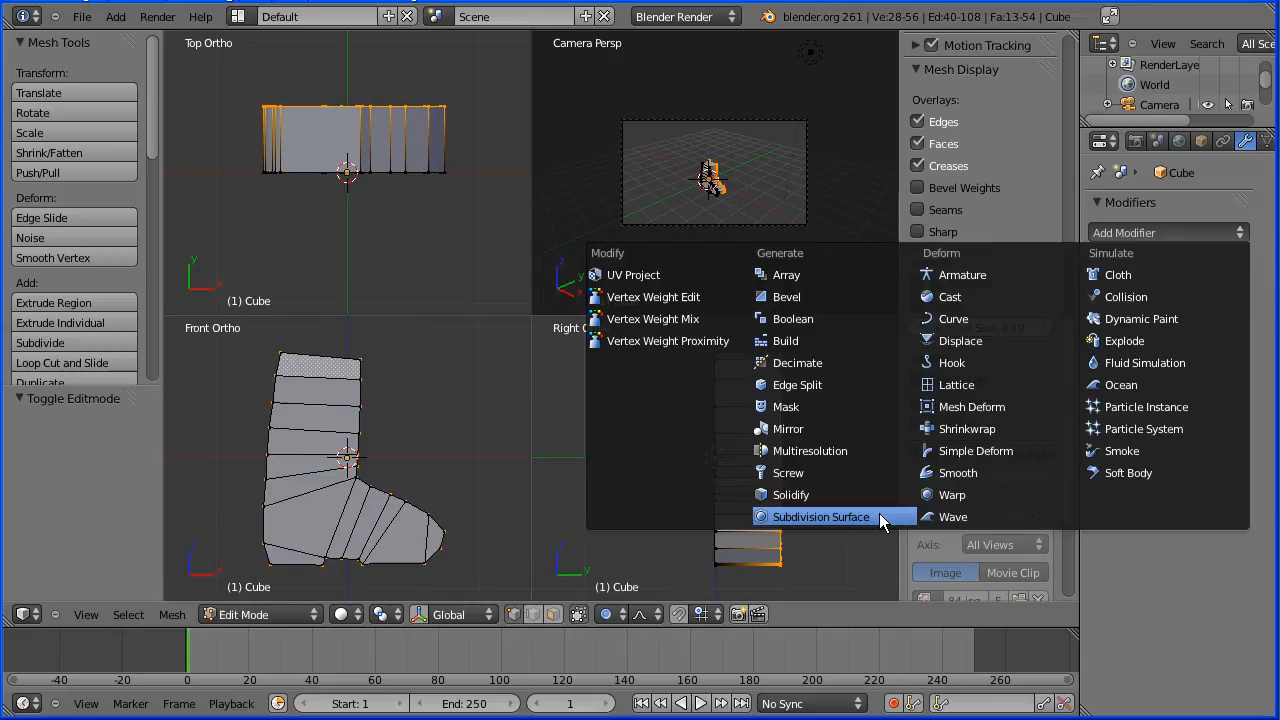 File Add Render Help Default Scene Blender Render blender.org 261 | Ve:28-56 | Ed:40-108 | Fa:13-54 | Cube
Mesh Tools
Transform:
Translate
Rotate
Scale
Shrink/Fatten
Push/Pull
Deform:
Edge Slide
Noise
Smooth Vertex
Add:
Extrude Region
Extrude Individual
Subdivide
Loop Cut and Slide
Duplicate
Toggle Editmode
Top Ortho
y
x
(1) Cube
Camera Persp
z
y
x
Front Ortho
z
x
(1) Cube
Right
z
y
(1) Cube
Motion Tracking
Mesh Display
Overlays:
Edges
Faces
Creases
Bevel Weights
Seams
Sharp
Size: 0.10
Axis: All Views
Image Movie Clip
View Search All Sce
RenderLaye
World
Camera
Cube
Modifiers
Add Modifier
Modify
UV Project
Vertex Weight Edit
Vertex Weight Mix
Vertex Weight Proximity
Generate
Array
Bevel
Boolean
Build
Decimate
Edge Split
Mask
Mirror
Multiresolution
Screw
Solidify
Subdivision Surface
Deform
Armature
Cast
Curve
Displace
Hook
Lattice
Mesh Deform
Shrinkwrap
Simple Deform
Smooth
Warp
Wave
Simulate
Cloth
Collision
Dynamic Paint
Explode
Fluid Simulation
Ocean
Particle Instance
Particle System
Smoke
Soft Body
View Select Mesh Edit Mode Global
-40 -20 0 20 40 60 80 100 120 140 160 180 200 220 240 260
View Marker Frame Playback Start: 1 End: 250 1 No Sync